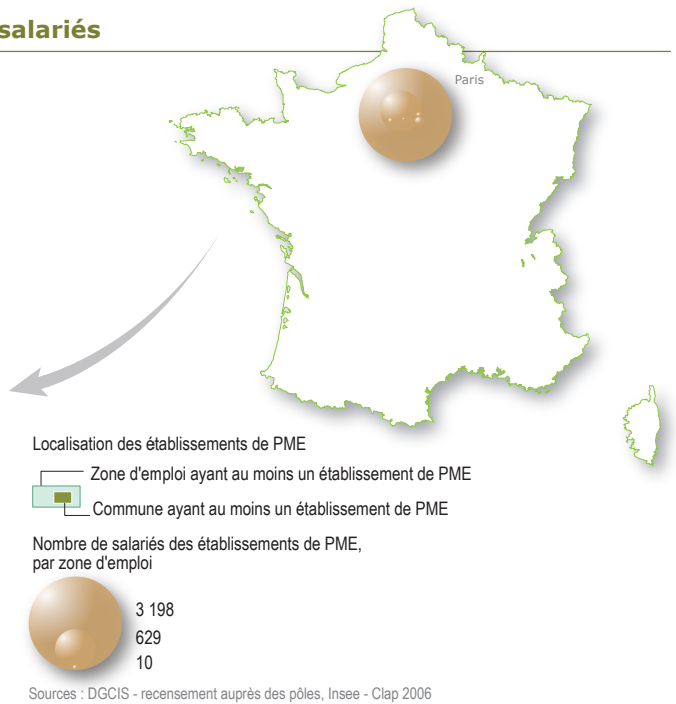 salariés
Paris
Localisation des établissements de PME
Zone d'emploi ayant au moins un établissement de PME
Commune ayant au moins un établissement de PME
Nombre de salariés des établissements de PME,
par zone d'emploi
3 198
629
10
Sources : DGCIS - recensement auprès des pôles, Insee - Clap 2006